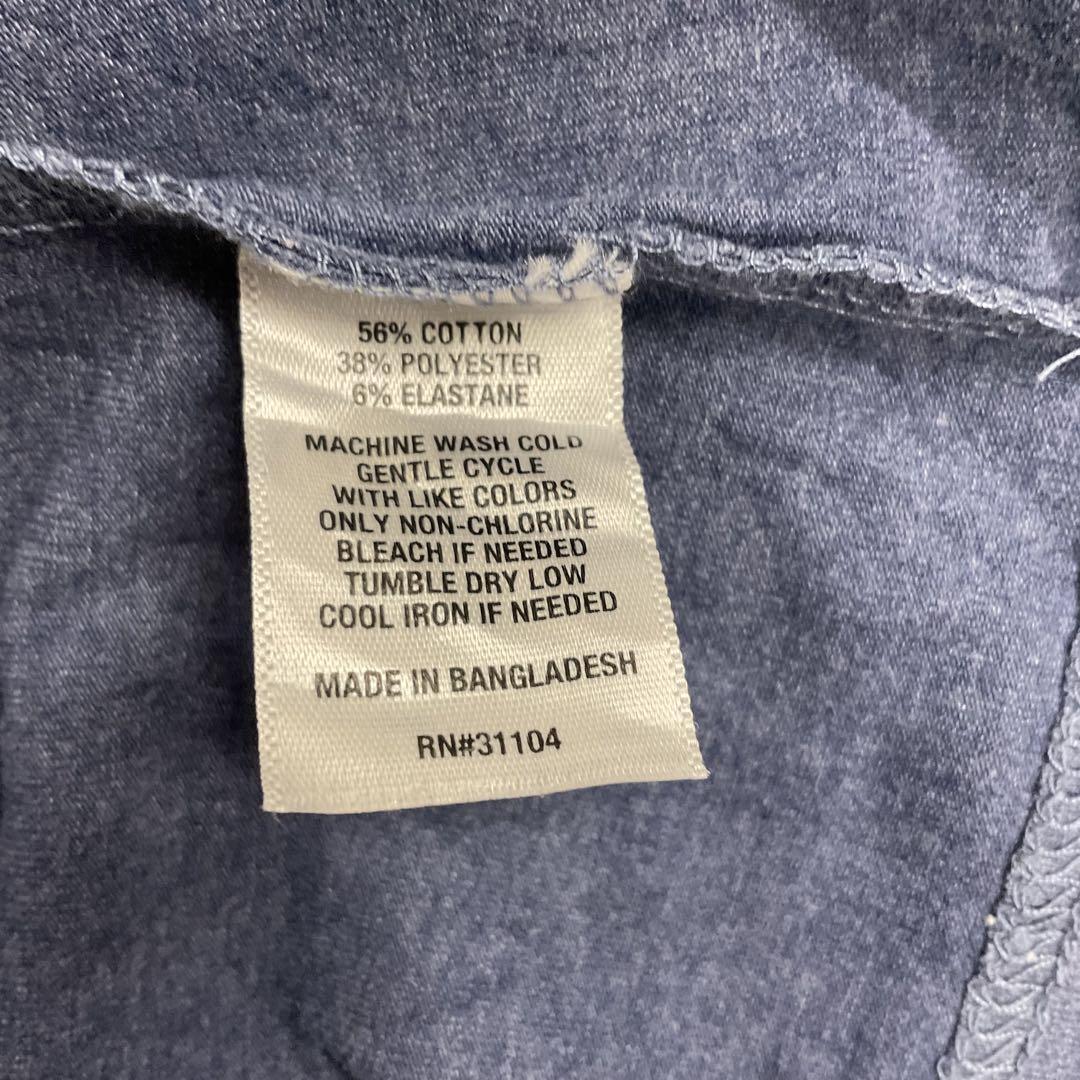 56% COTTON
38% POLYESTER
6% ELASTANE
MACHINE WASH COLD
GENTLE CYCLE
WITH LIKE COLORS
ONLY NON-CHLORINE
BLEACH IF NEEDED
TUMBLE DRY LOW
COOL IRON IF NEEDED
MADE IN BANGLADESH
RN#31104